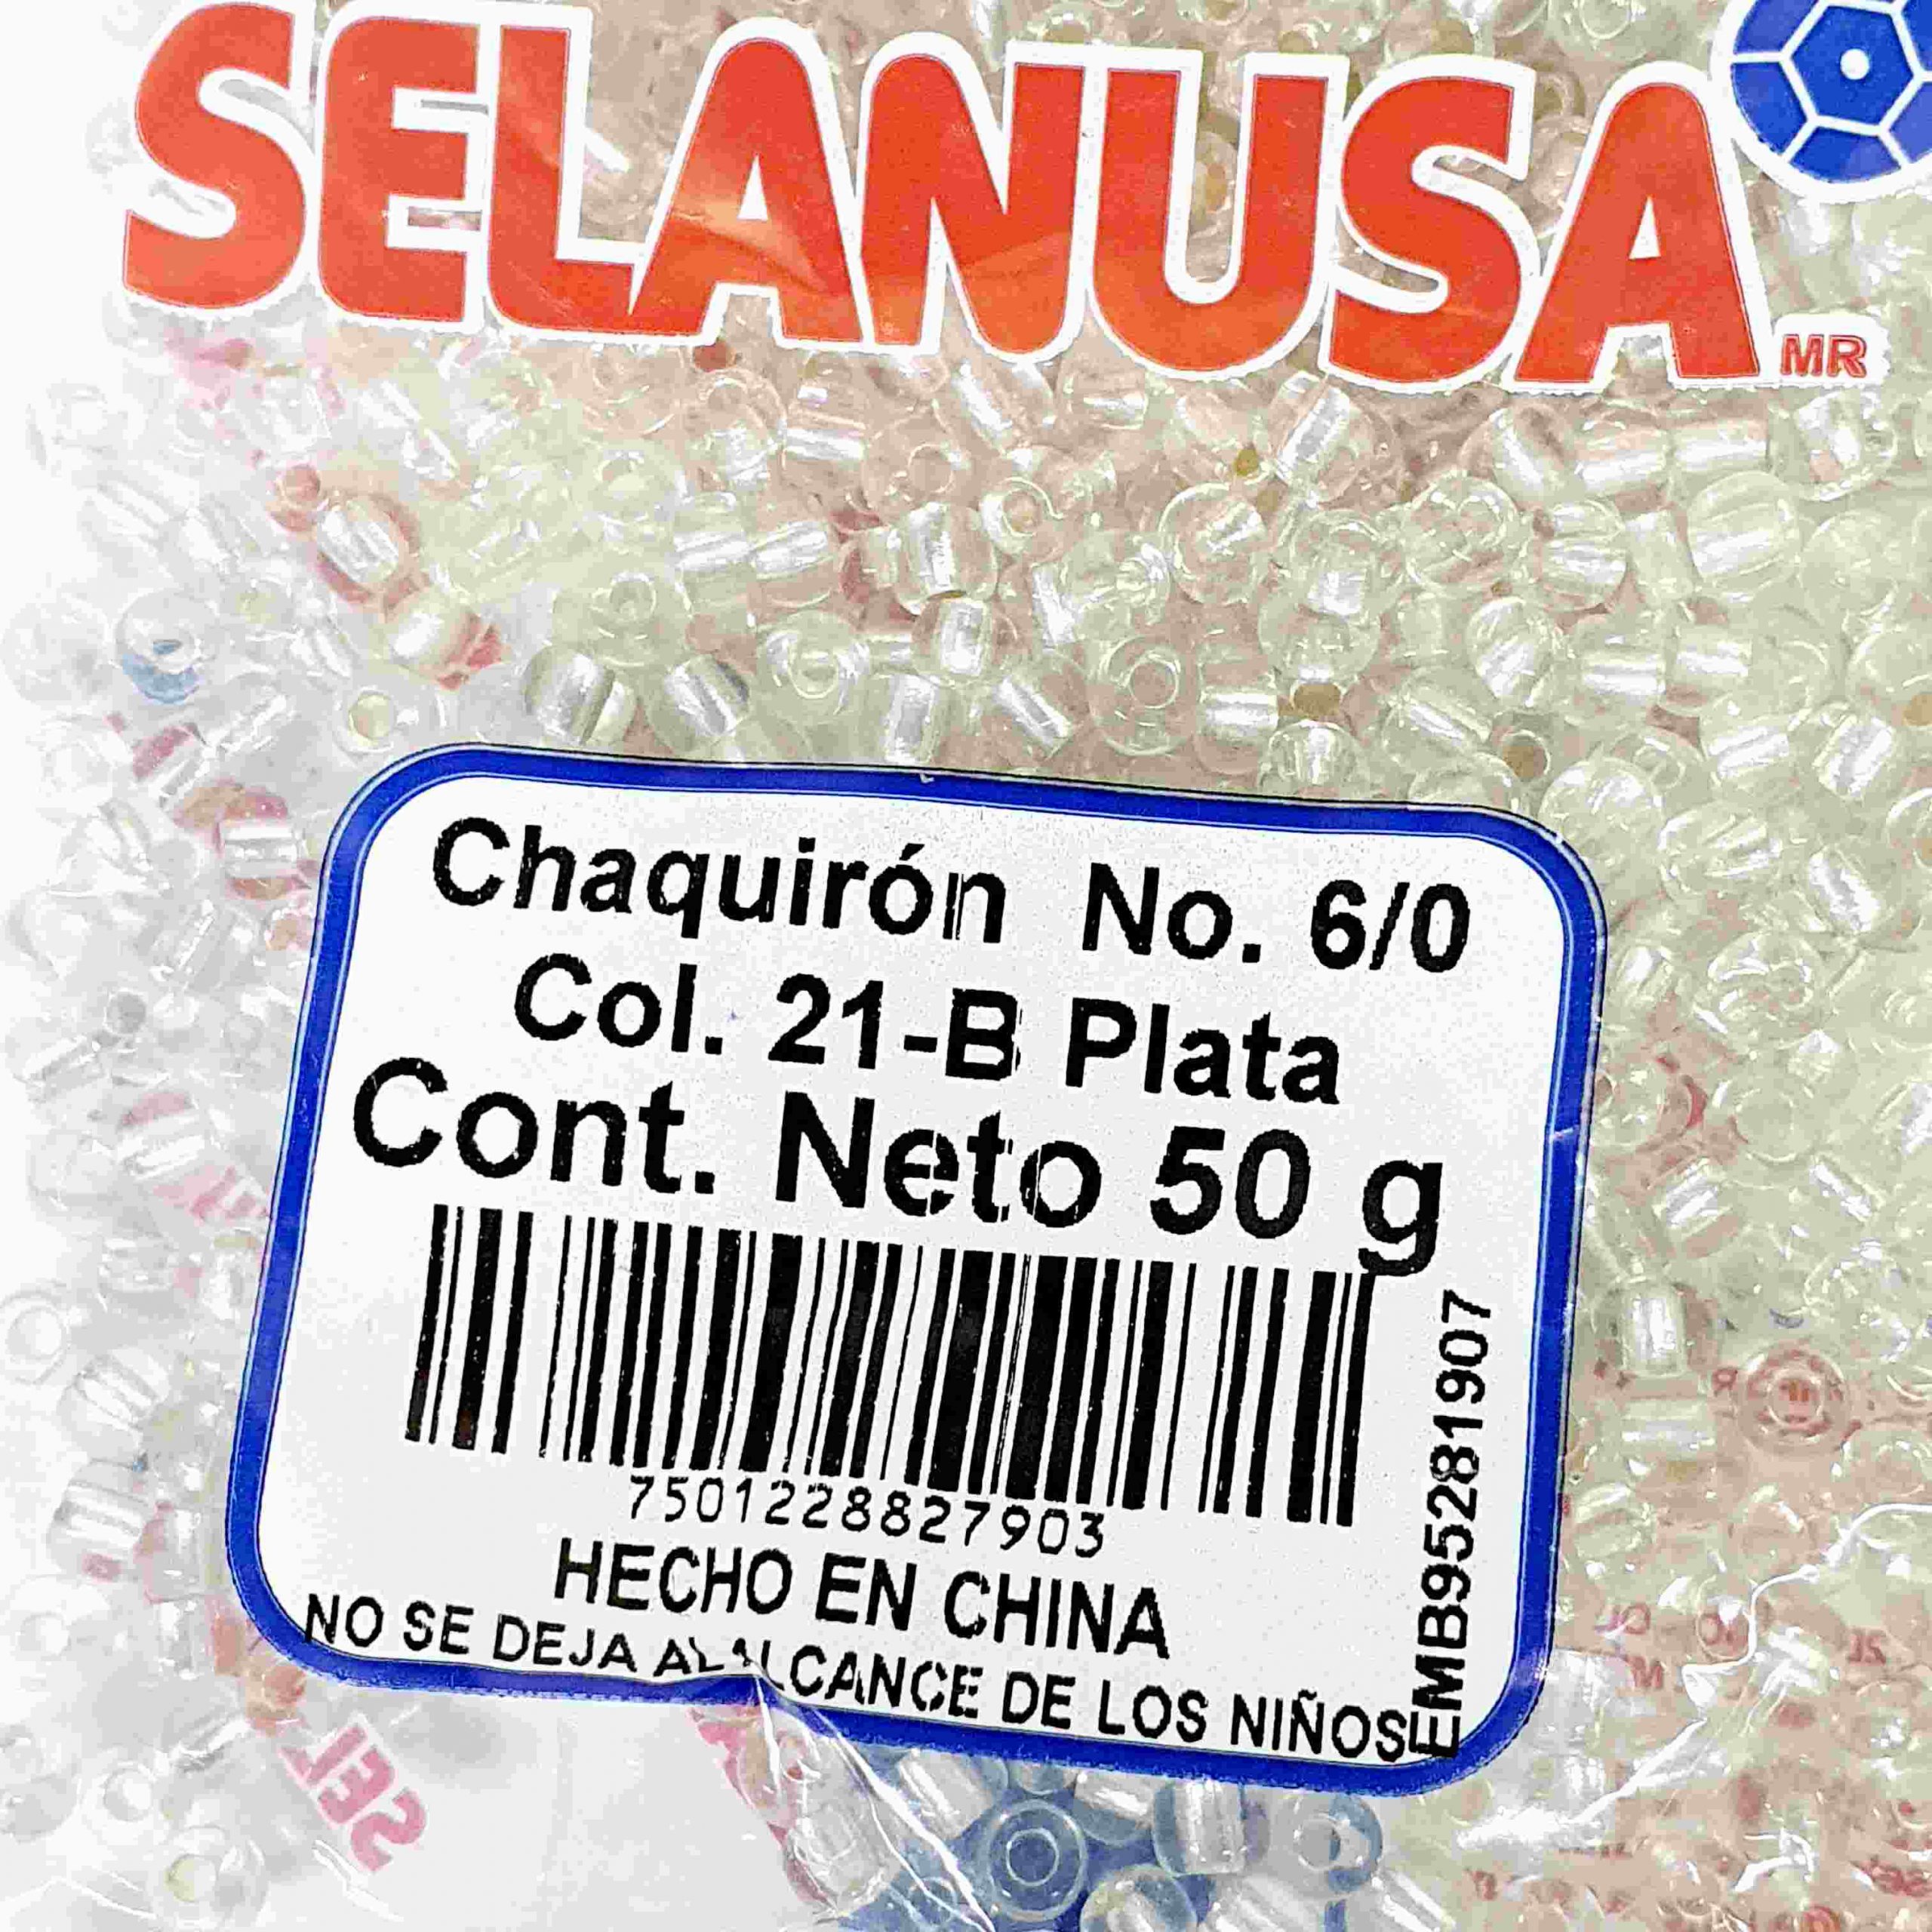 SELANUSA
MR
Chaquirón No. 6/0
Col. 21-B Plata
Cont. Neto 50 g
7501228827903
HECHO EN CHINA
NO SE DEJA AL ALCANCE DE LOS NIÑOS
EMB95281907
SEL